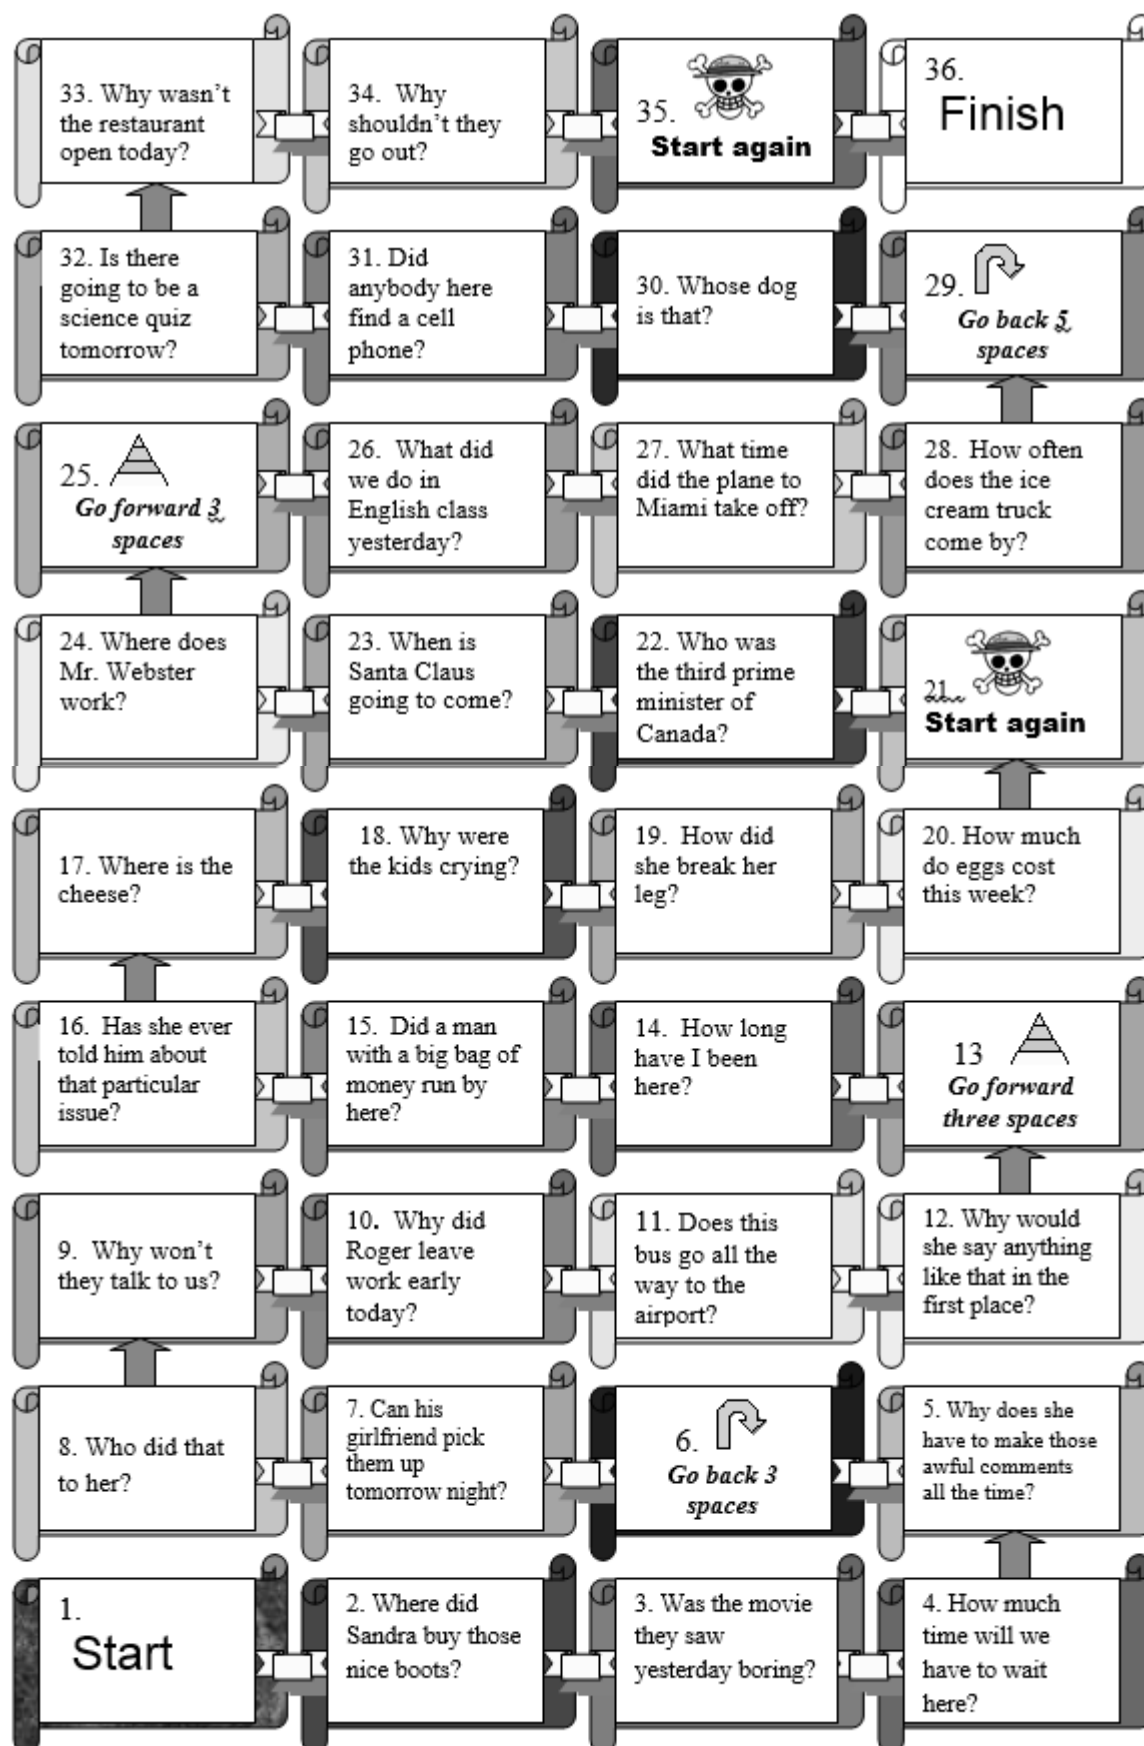 33. Why wasn't
the restaurant
open today?
34. Why
shouldn't they
go out?
35.
Start again
36.
Finish
32. Is there
going to be a
science quiz
tomorrow?
31. Did
anybody here
find a cell
phone?
30. Whose dog
is that?
29.
Go back 5
spaces
25.
Go forward 3
spaces
26. What did
we do in
English class
yesterday?
27. What time
did the plane to
Miami take off?
28. How often
does the ice
cream truck
come by?
24. Where does
Mr. Webster
work?
23. When is
Santa Claus
going to come?
22. Who was
the third prime
minister of
Canada?
21.
Start again
17. Where is the
cheese?
18. Why were
the kids crying?
19. How did
she break her
leg?
20. How much
do eggs cost
this week?
16. Has she ever
told him about
that particular
issue?
15. Did a man
with a big bag of
money run by
here?
14. How long
have I been
here?
13
Go forward
three spaces
9. Why won't
they talk to us?
10. Why did
Roger leave
work early
today?
11. Does this
bus go all the
way to the
airport?
12. Why would
she say anything
like that in the
first place?
8. Who did that
to her?
7. Can his
girlfriend pick
them up
tomorrow night?
6.
Go back 3
spaces
5. Why does she
have to make those
awful comments
all the time?
1.
Start
2. Where did
Sandra buy those
nice boots?
3. Was the movie
they saw
yesterday boring?
4. How much
time will we
have to wait
here?